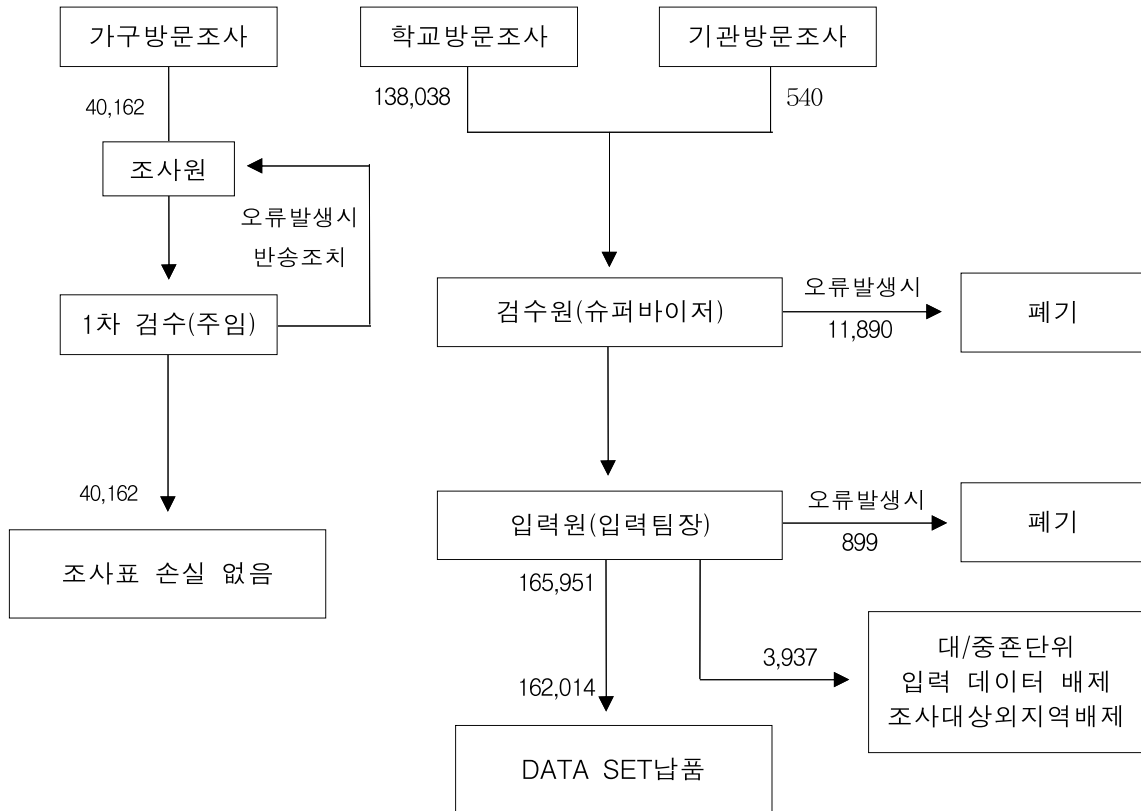 가구방문조사
학교방문조사
기관방문조사
40,162
138,038
540
조사원
오류발생시
반송조치
1차 검수(주임)
검수원(슈퍼바이저)
오류발생시
11,890
폐기
40,162
조사표 손실 없음
입력원(입력팀장)
오류발생시
899
폐기
165,951
162,014
3,937
대/중죤단위
입력 데이터 배제
조사대상외지역배제
DATA SET납품